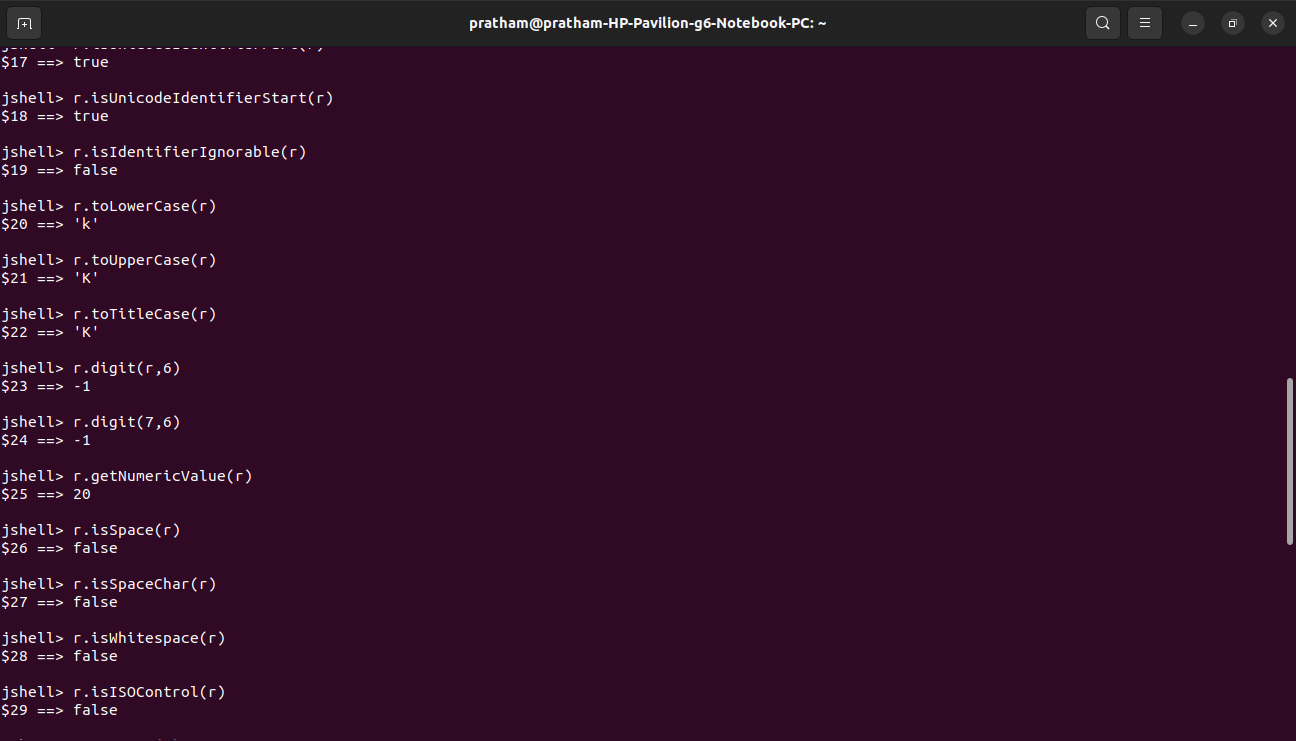 pratham@pratham-HP-Pavilion-g6-Notebook-PC: ~
$17 ==> true
jshell> r.isUnicodeIdentifierStart(r)
$18 ==> true
jshell> r.isIdentifierIgnorable(r)
$19 ==> false
jshell> r.toLowerCase(r)
$20 ==> 'k'
jshell> r.toUpperCase(r)
$21 ==> 'K'
jshell> r.toTitleCase(r)
$22 ==> 'K'
jshell> r.digit(r,6)
$23 ==> -1
jshell> r.digit(7,6)
$24 ==> -1
jshell> r.getNumericValue(r)
$25 ==> 20
jshell> r.isSpace(r)
$26 ==> false
jshell> r.isSpaceChar(r)
$27 ==> false
jshell> r.isWhitespace(r)
$28 ==> false
jshell> r.isISOControl(r)
$29 ==> false